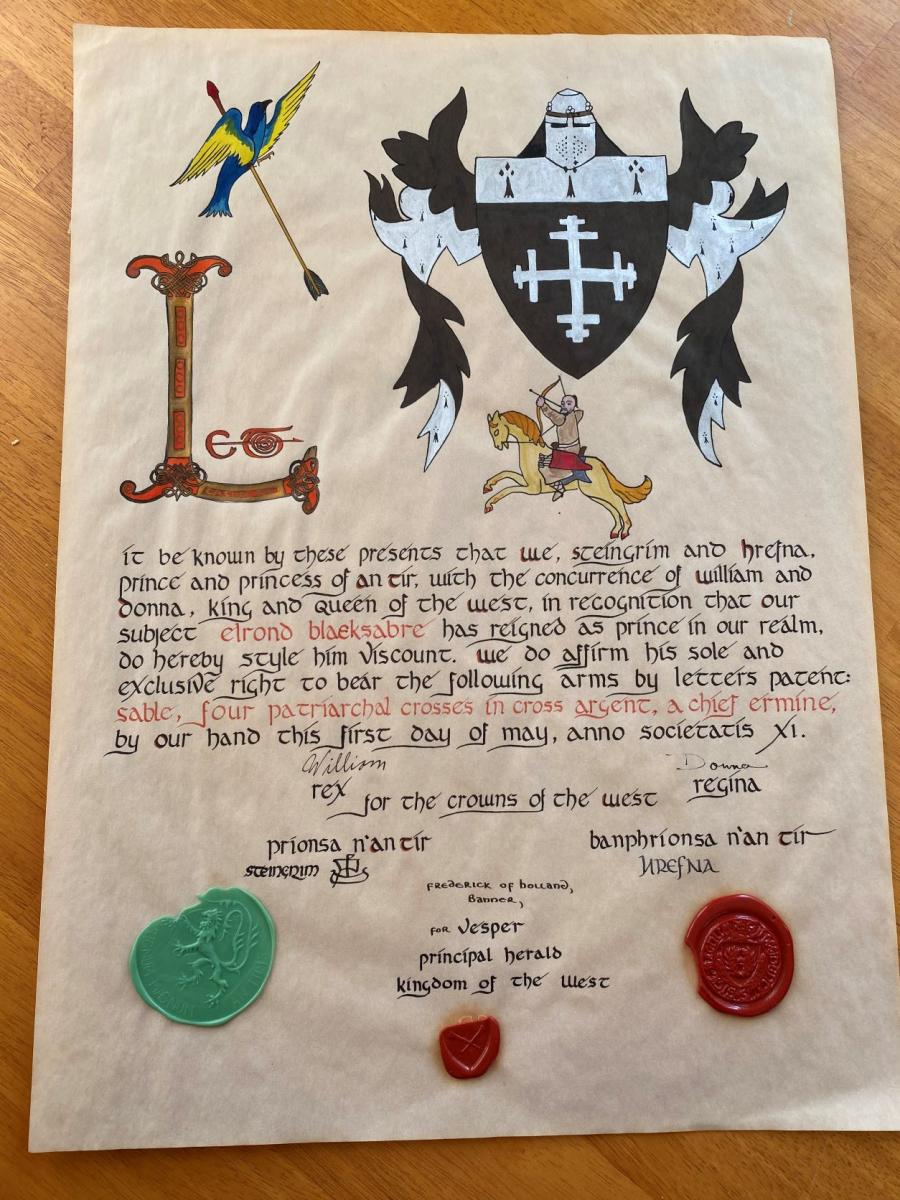 Let
it be known by these presents that we, steingrim and hrefna,
prince and princess of an tir, with the concurrence of william and
donna, king and queen of the west, in recognition that our
subject elrond blaeksabre has reigned as prince in our realm,
do hereby style him viscount. we do affirm his sole and
exclusive right to bear the following arms by letters patent:
sable, four patriarchal crosses in cross argent, a chief ermine,
by our hand this first day of may, anno societatis XI.
William Donna
rex regina
for the crowns of the west
prionsa n'an tir banphrionsa n'an tir
steingrim Hrefna
Frederick of Holland,
Banner,
for Vesper
principal herald
kingdom of the West